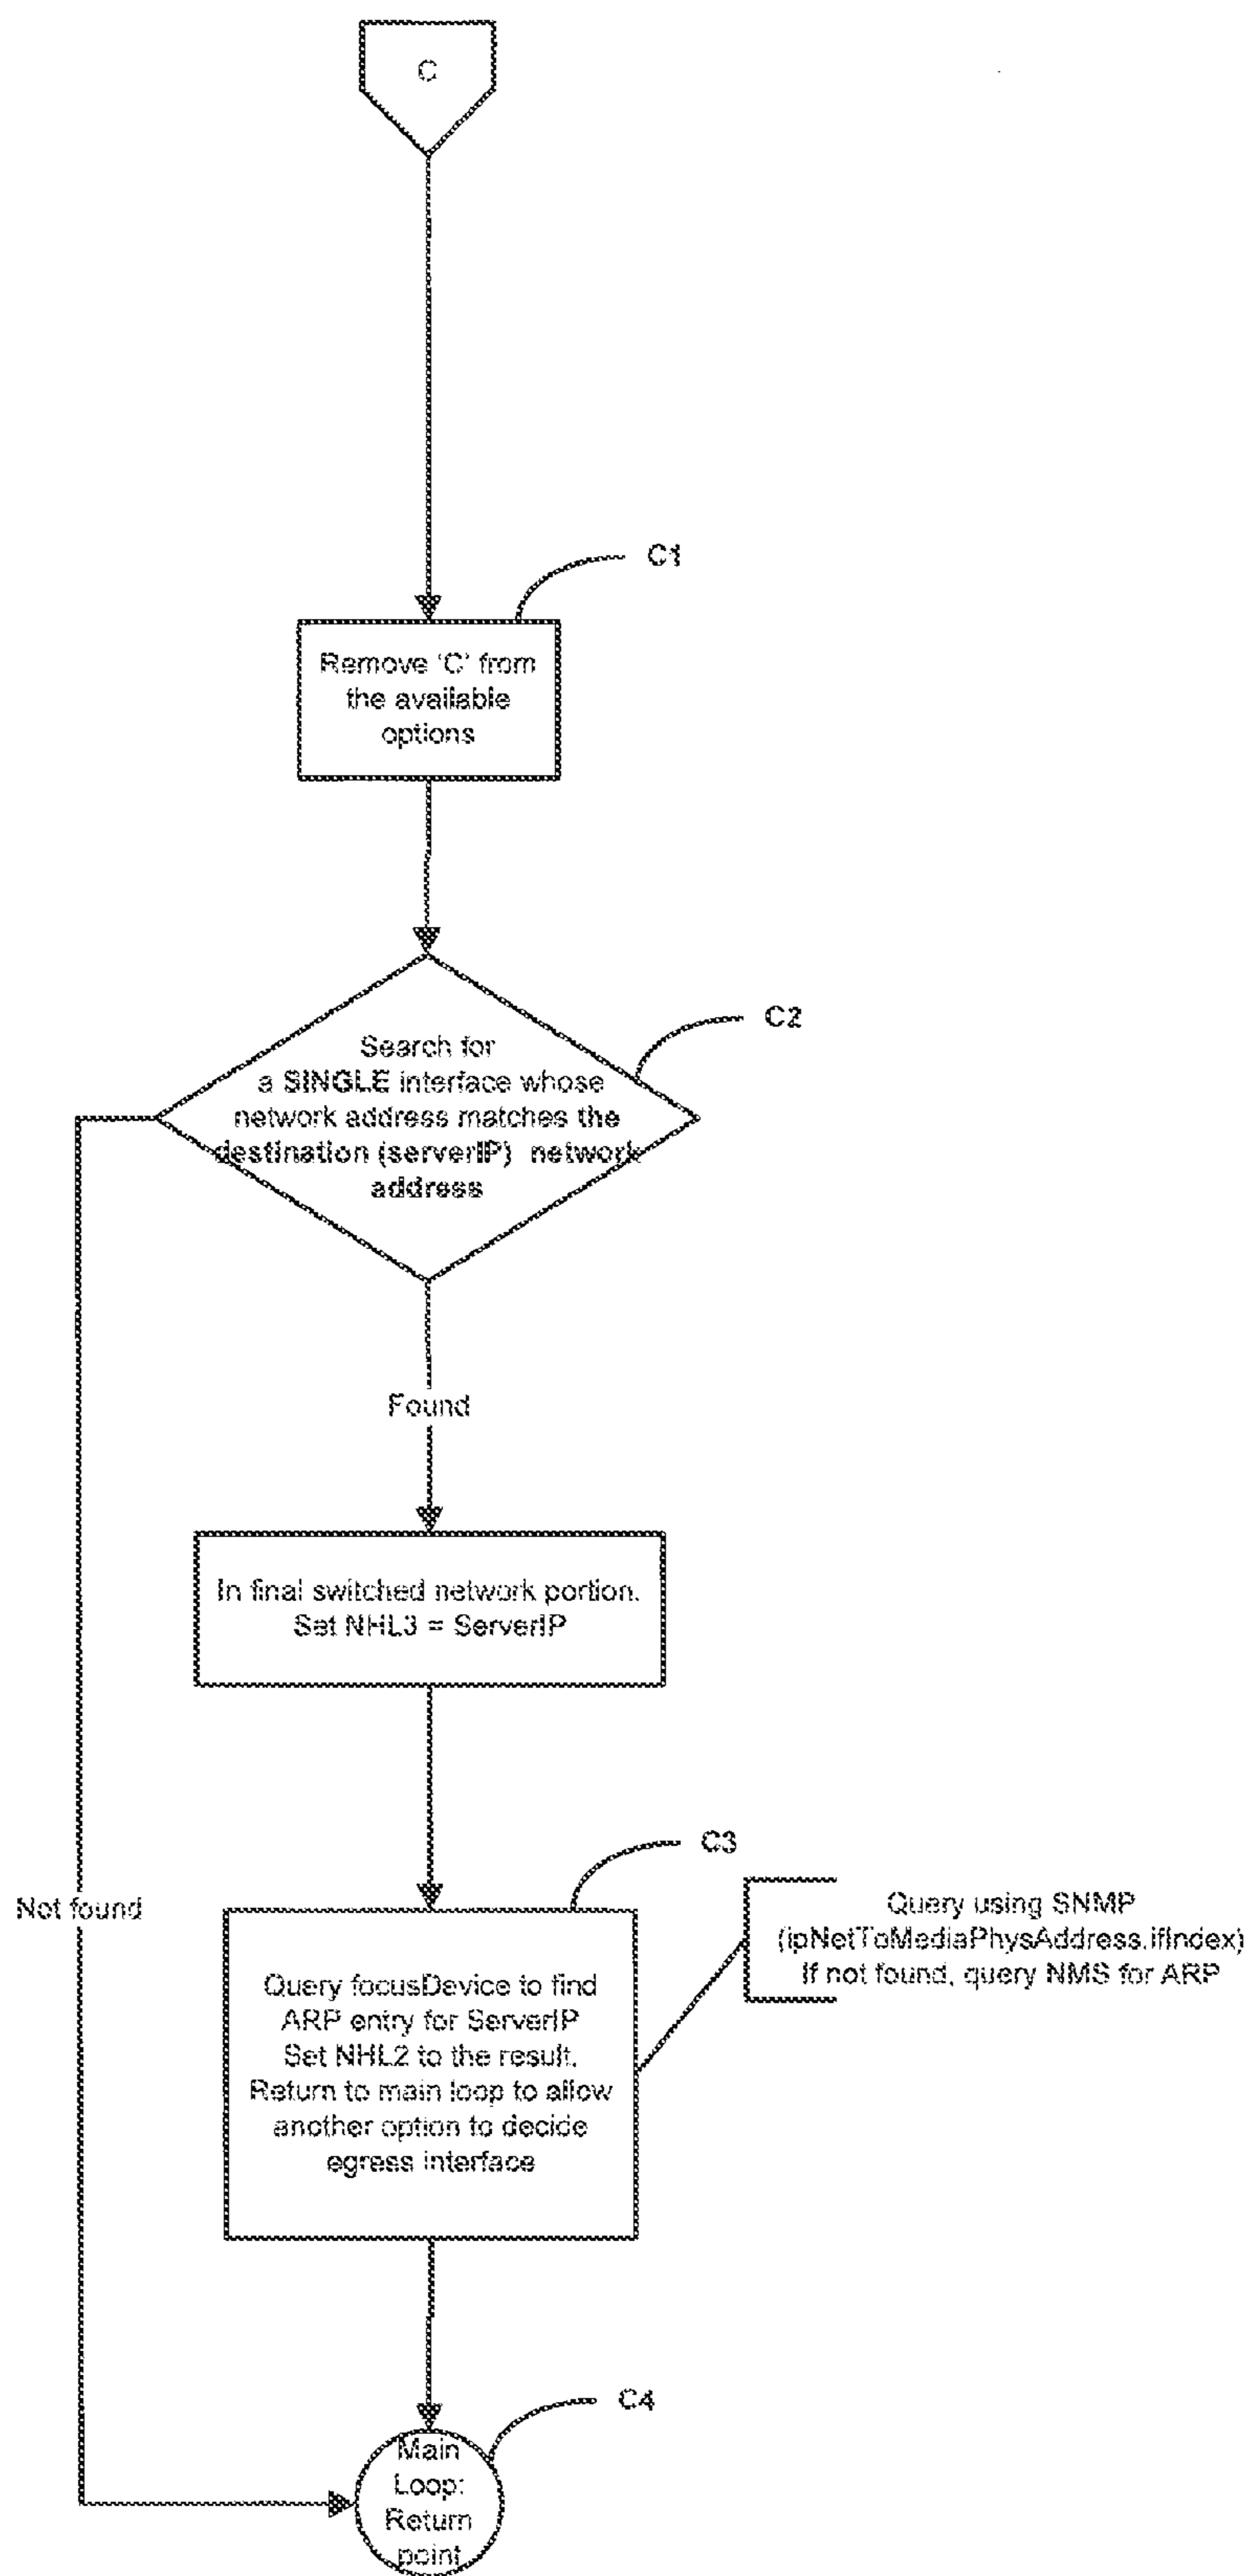 C
C1
Remove 'C' from
the available
options
C2
Search for
a SINGLE interface whose
network address matches the
destination (serverIP) network
address
Found
In final switched network portion.
Set NHL3 = ServerIP
C3
Not found
Query using SNMP
(ipNetToMediaPhysAddress.ifIndex)
If not found, query NMS for ARP
Query focusDevice to find
ARP entry for ServerIP
Set NHL2 to the result.
Return to main loop to allow
another option to decide
egress interface
C4
Main
Loop:
Return
point